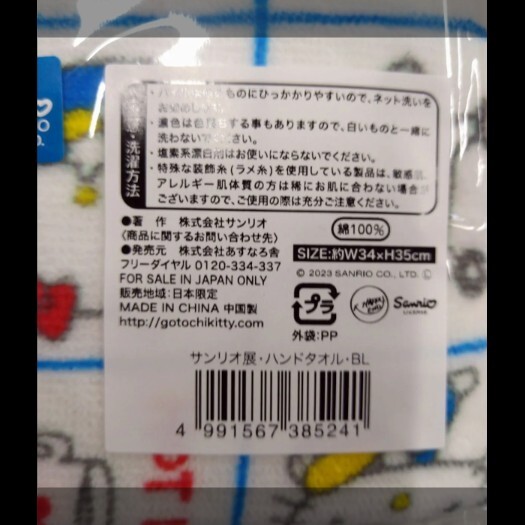 ものにひっかかりやすいので、ネット洗いを
・濃色は色落ちする事もありますので、白いものと一緒に
洗わないでください。
・塩素系漂白剤はお使いにならないでください。
・特殊な装飾糸(ラメ糸)を使用している製品は、敏感肌、
アレルギー肌体質の方は稀にお肌に合わない場合が
ございますので、ご使用の際は充分ご注意ください。
・洗濯方法
●著 作 株式会社サンリオ
〈商品に関するお問い合わせ先〉
●発売元 株式会社あすなろ舎
フリーダイヤル 0120-334-337
FOR SALE IN JAPAN ONLY
販売地域:日本限定
MADE IN CHINA 中国製
http://gotochikitty.com
綿100%
SIZE:約W34×H35cm
© 2023 SANRIO CO., LTD. Ⓛ
プラ
外袋:PP
HAPPY
Sanrio
LICENSE
サンリオ展・ハンドタオル・BL
4 991567 385241